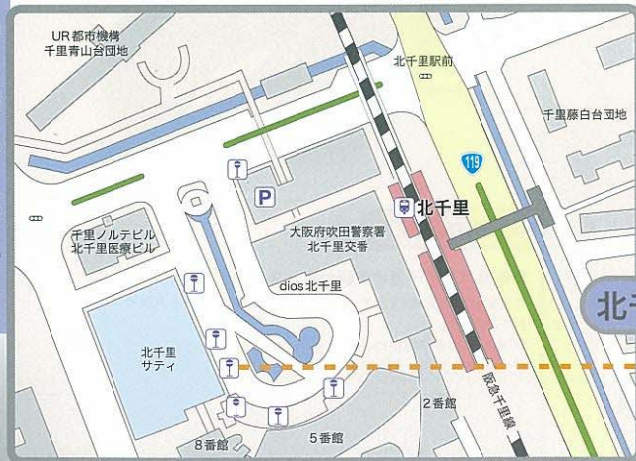 UR都市機構
千里青山台団地
北千里駅前
千里藤白台団地
119
P
北千里
千里ノルテビル
北千里医療ビル
大阪府吹田警察署
北千里交番
dios北千里
北千里
サティ
阪急千里線
2番館
5番館
8番館